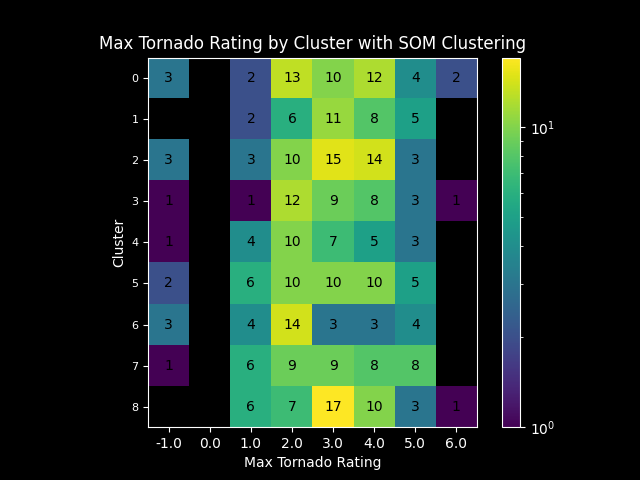 Max Tornado Rating by Cluster with SOM Clustering
0 3 2 13 10 12 4 2
1 2 6 11 8 5
2 3 3 10 15 14 3
3 1 1 12 9 8 3 1
4 1 4 10 7 5 3
5 2 6 10 10 10 5
6 3 4 14 3 3 4
7 1 6 9 9 8 8
8 6 7 17 10 3 1
-1.0 0.0 1.0 2.0 3.0 4.0 5.0 6.0
Max Tornado Rating
Cluster
10¹
10⁰